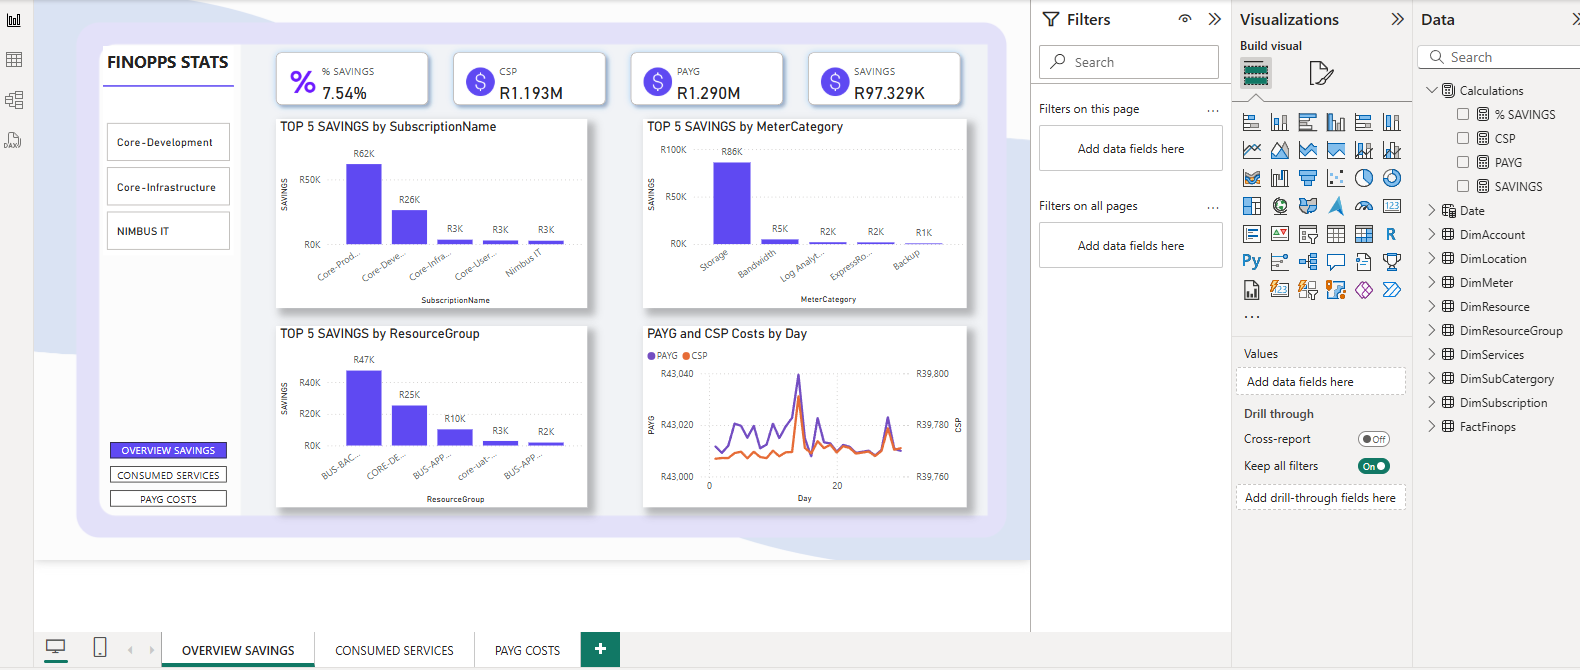 FINOPPS STATS
Core-Development
Core-Infrastructure
NIMBUS IT
OVERVIEW SAVINGS
CONSUMED SERVICES
PAYG COSTS
% SAVINGS
7.54%
CSP
R1.193M
PAYG
R1.290M
SAVINGS
R97.329K
TOP 5 SAVINGS by SubscriptionName
SAVINGS
R50K
R0K
R62K
R26K
R3K
R3K
R3K
Core-Prod...
Core-Deve...
Core-Infra...
Core-User...
Nimbus IT
SubscriptionName
TOP 5 SAVINGS by MeterCategory
SAVINGS
R100K
R50K
R0K
R86K
R5K
R2K
R2K
R1K
Storage
Bandwidth
Log Analyt...
ExpressRo...
Backup
MeterCategory
TOP 5 SAVINGS by ResourceGroup
SAVINGS
R40K
R20K
R0K
R47K
R25K
R10K
R3K
R2K
BUS-BAC...
CORE-DE...
BUS-APP...
core-uat-...
BUS-APP...
ResourceGroup
PAYG and CSP Costs by Day
PAYG CSP
PAYG
R43,040
R43,020
R43,000
R39,800
R39,780
R39,760
CSP
0
20
Day
OVERVIEW SAVINGS
CONSUMED SERVICES
PAYG COSTS
+
Filters
Search
Filters on this page
...
Add data fields here
Filters on all pages
...
Add data fields here
Visualizations
Build visual
123
R
Py
123
...
Values
Add data fields here
Drill through
Cross-report
Off
Keep all filters
On
Add drill-through fields here
Data
Search
Calculations
% SAVINGS
CSP
PAYG
SAVINGS
Date
DimAccount
DimLocation
DimMeter
DimResource
DimResourceGroup
DimServices
DimSubCatergory
DimSubscription
FactFinops
DAX